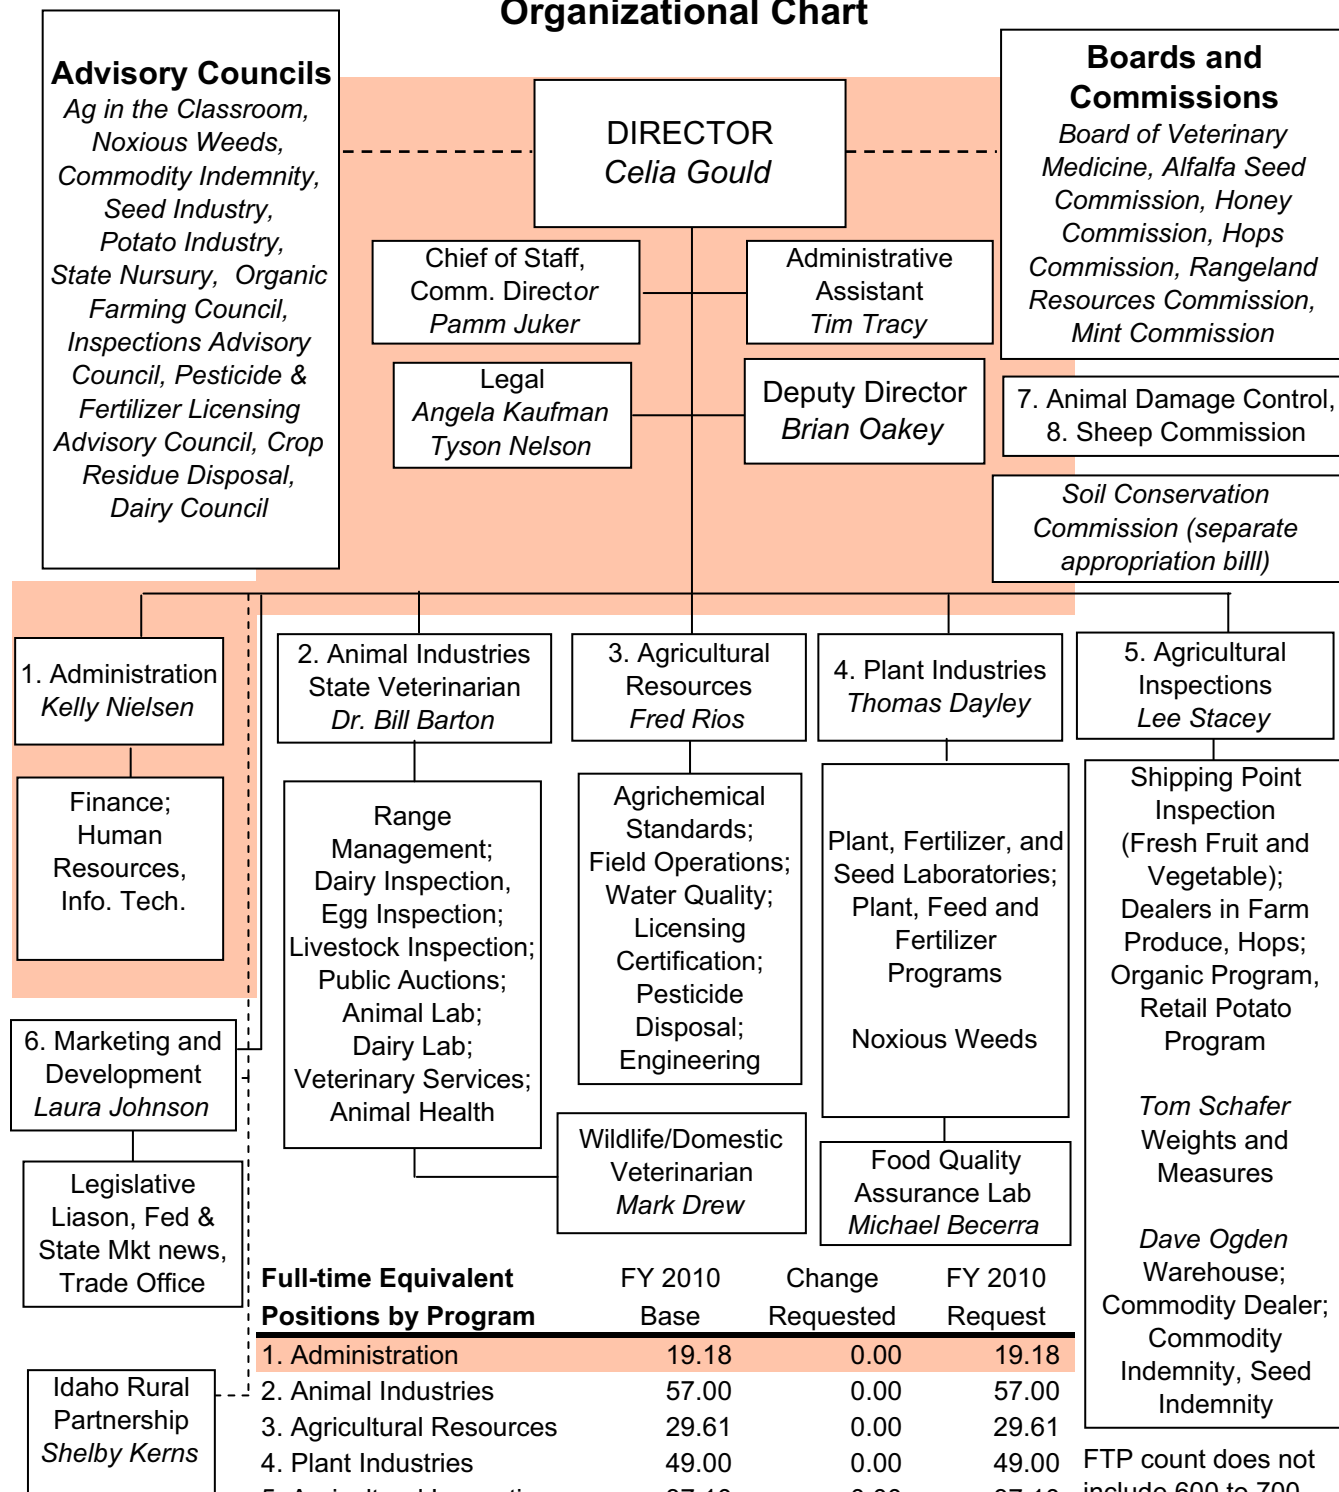 Organizational Chart
Advisory Councils
Ag in the Classroom,
Noxious Weeds,
Commodity Indemnity,
Seed Industry,
Potato Industry,
State Nursury, Organic
Farming Council,
Inspections Advisory
Council, Pesticide &
Fertilizer Licensing
Advisory Council, Crop
Residue Disposal,
Dairy Council
DIRECTOR
Celia Gould
Boards and
Commissions
Board of Veterinary
Medicine, Alfalfa Seed
Commission, Honey
Commission, Hops
Commission, Rangeland
Resources Commission,
Mint Commission
Chief of Staff,
Comm. Director
Pamm Juker
Administrative
Assistant
Tim Tracy
Legal
Angela Kaufman
Tyson Nelson
Deputy Director
Brian Oakey
7. Animal Damage Control,
8. Sheep Commission
Soil Conservation
Commission (separate
appropriation billl)
1. Administration
Kelly Nielsen
2. Animal Industries
State Veterinarian
Dr. Bill Barton
3. Agricultural
Resources
Fred Rios
4. Plant Industries
Thomas Dayley
5. Agricultural
Inspections
Lee Stacey
Finance;
Human
Resources,
Info. Tech.
Range
Management;
Dairy Inspection,
Egg Inspection;
Livestock Inspection;
Public Auctions;
Animal Lab;
Dairy Lab;
Veterinary Services;
Animal Health
Agrichemical
Standards;
Field Operations;
Water Quality;
Licensing
Certification;
Pesticide
Disposal;
Engineering
Plant, Fertilizer, and
Seed Laboratories;
Plant, Feed and
Fertilizer
Programs
Noxious Weeds
Shipping Point
Inspection
(Fresh Fruit and
Vegetable);
Dealers in Farm
Produce, Hops;
Organic Program,
Retail Potato
Program
Tom Schafer
Weights and
Measures
Dave Ogden
Warehouse;
Commodity Dealer;
Commodity
Indemnity, Seed
Indemnity
6. Marketing and
Development
Laura Johnson
Legislative
Liason, Fed &
State Mkt news,
Trade Office
Wildlife/Domestic
Veterinarian
Mark Drew
Food Quality
Assurance Lab
Michael Becerra
Idaho Rural
Partnership
Shelby Kerns
Full-time Equivalent FY 2010 Change FY 2010
Positions by Program Base Requested Request
1. Administration 19.18 0.00 19.18
2. Animal Industries 57.00 0.00 57.00
3. Agricultural Resources 29.61 0.00 29.61
4. Plant Industries 49.00 0.00 49.00
FTP count does not
include 600 to 700